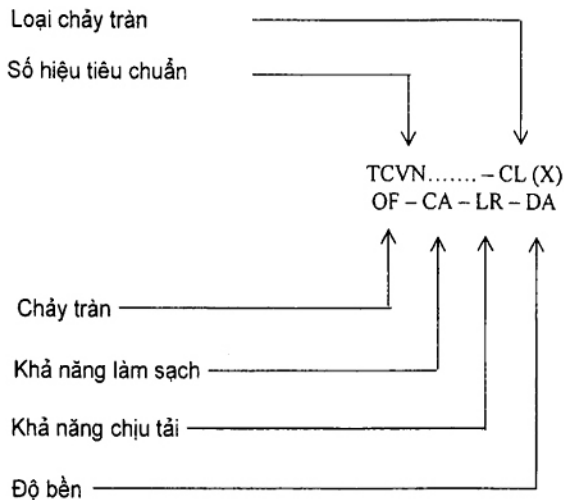 Loại chảy tràn
Số hiệu tiêu chuẩn
TCVN....... – CL (X)
OF – CA – LR – DA
Chảy tràn
Khả năng làm sạch
Khả năng chịu tải
Độ bền